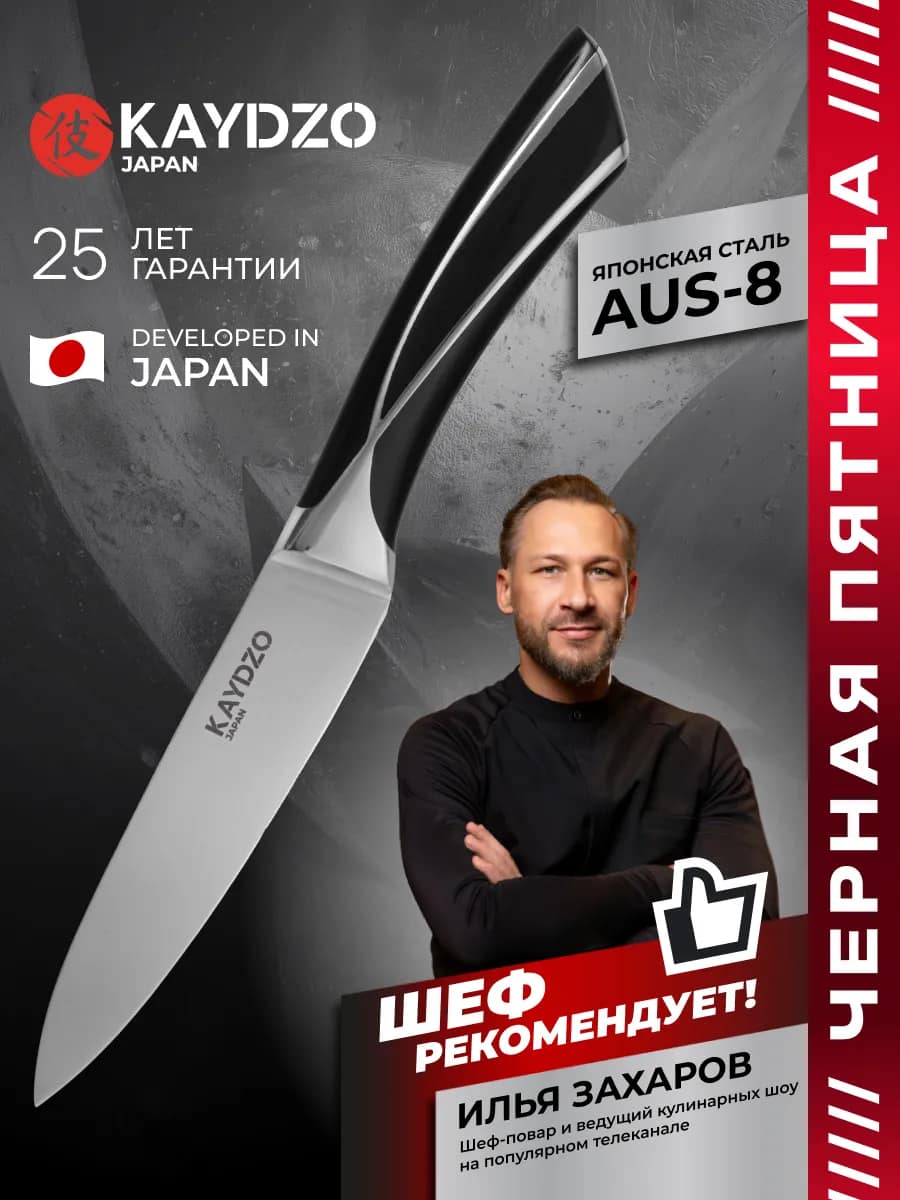 伎
KAYDZO
JAPAN
25
ЛЕТ
ГАРАНТИИ
DEVELOPED IN
JAPAN
ЯПОНСКАЯ СТАЛЬ
AUS-8
KAYDZO
JAPAN
ШЕФ
РЕКОМЕНДУЕТ!
ИЛЬЯ ЗАХАРОВ
Шеф-повар и ведущий кулинарных шоу
на популярном телеканале
///// ЧЕРНАЯ ПЯТНИЦА /////